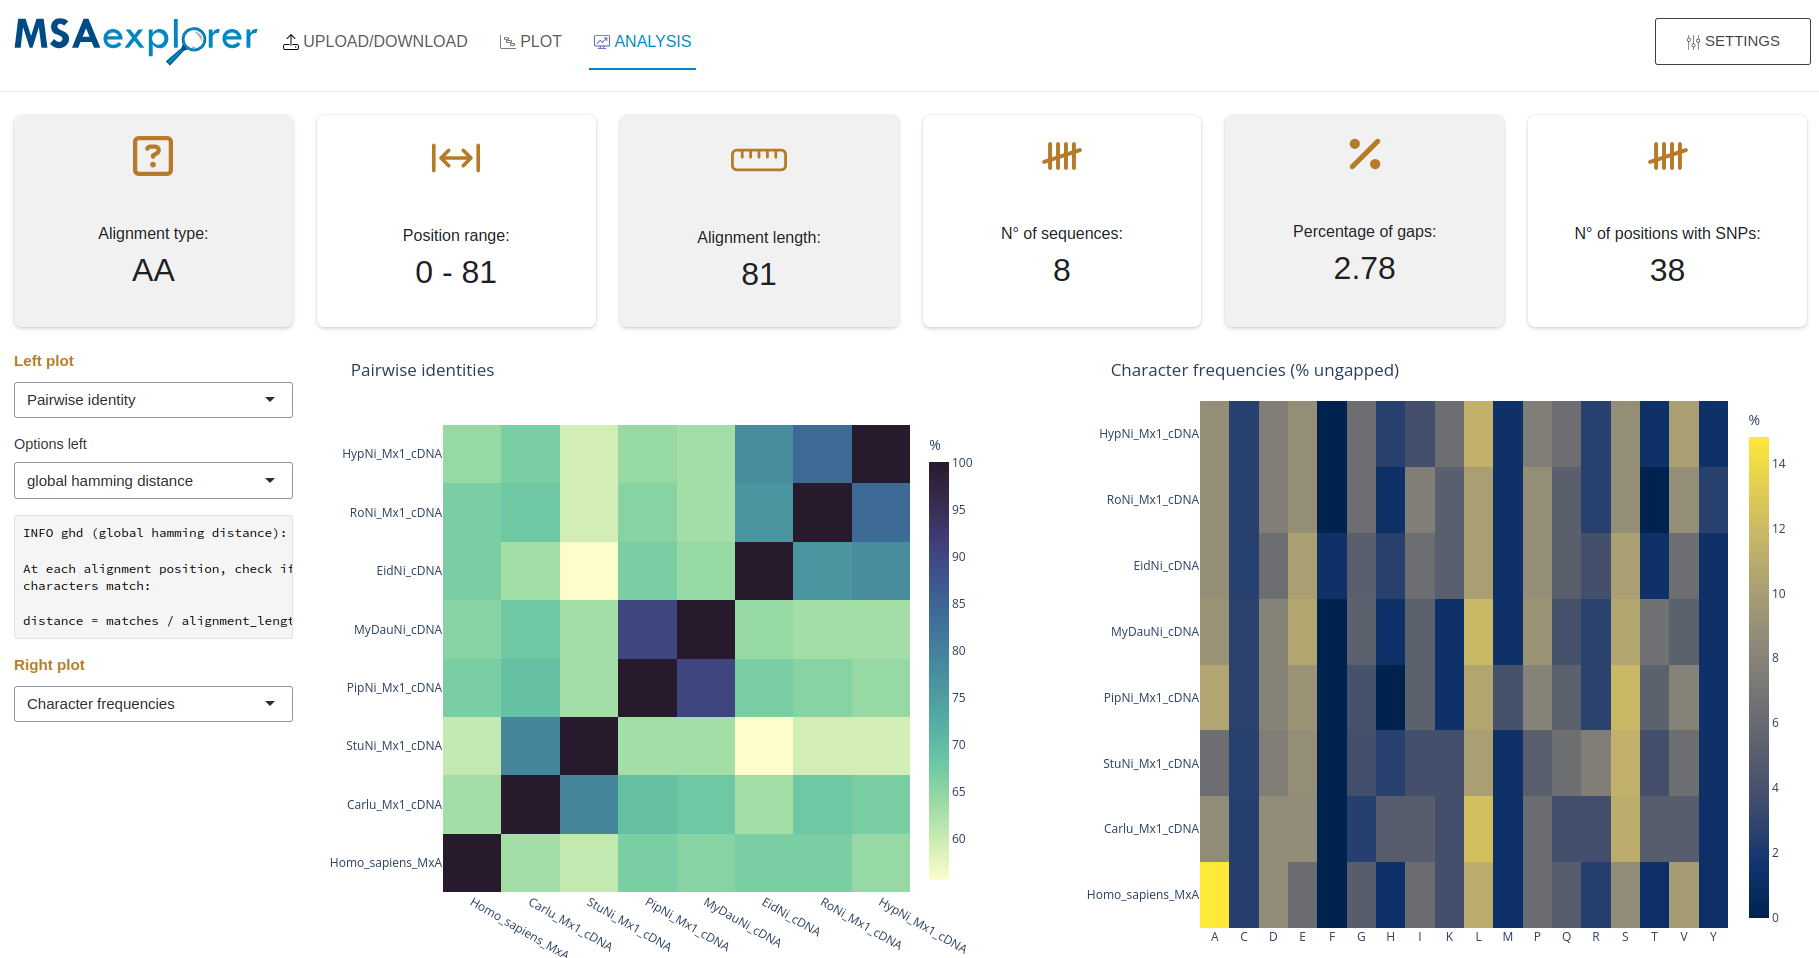 MSAexplorer
UPLOAD/DOWNLOAD
PLOT
ANALYSIS
SETTINGS
Alignment type:
AA
Position range:
0 - 81
Alignment length:
81
N° of sequences:
8
Percentage of gaps:
2.78
N° of positions with SNPs:
38
Left plot
Pairwise identity
Options left
global hamming distance
INFO ghd (global hamming distance):
At each alignment position, check if
characters match:
distance = matches / alignment_lengt
Right plot
Character frequencies
Pairwise identities
HypNi_Mx1_cDNA
RoNi_Mx1_cDNA
EidNi_cDNA
MyDauNi_cDNA
PipNi_Mx1_cDNA
StuNi_Mx1_cDNA
Carlu_Mx1_cDNA
Homo_sapiens_MxA
Homo_sapiens_MxA
Carlu_Mx1_cDNA
StuNi_Mx1_cDNA
PipNi_Mx1_cDNA
MyDauNi_cDNA
EidNi_cDNA
RoNi_Mx1_cDNA
HypNi_Mx1_cDNA
%
100
95
90
85
80
75
70
65
60
Character frequencies (% ungapped)
HypNi_Mx1_cDNA
RoNi_Mx1_cDNA
EidNi_cDNA
MyDauNi_cDNA
PipNi_Mx1_cDNA
StuNi_Mx1_cDNA
Carlu_Mx1_cDNA
Homo_sapiens_MxA
A C D E F G H I K L M P Q R S T V Y
%
14
12
10
8
6
4
2
0